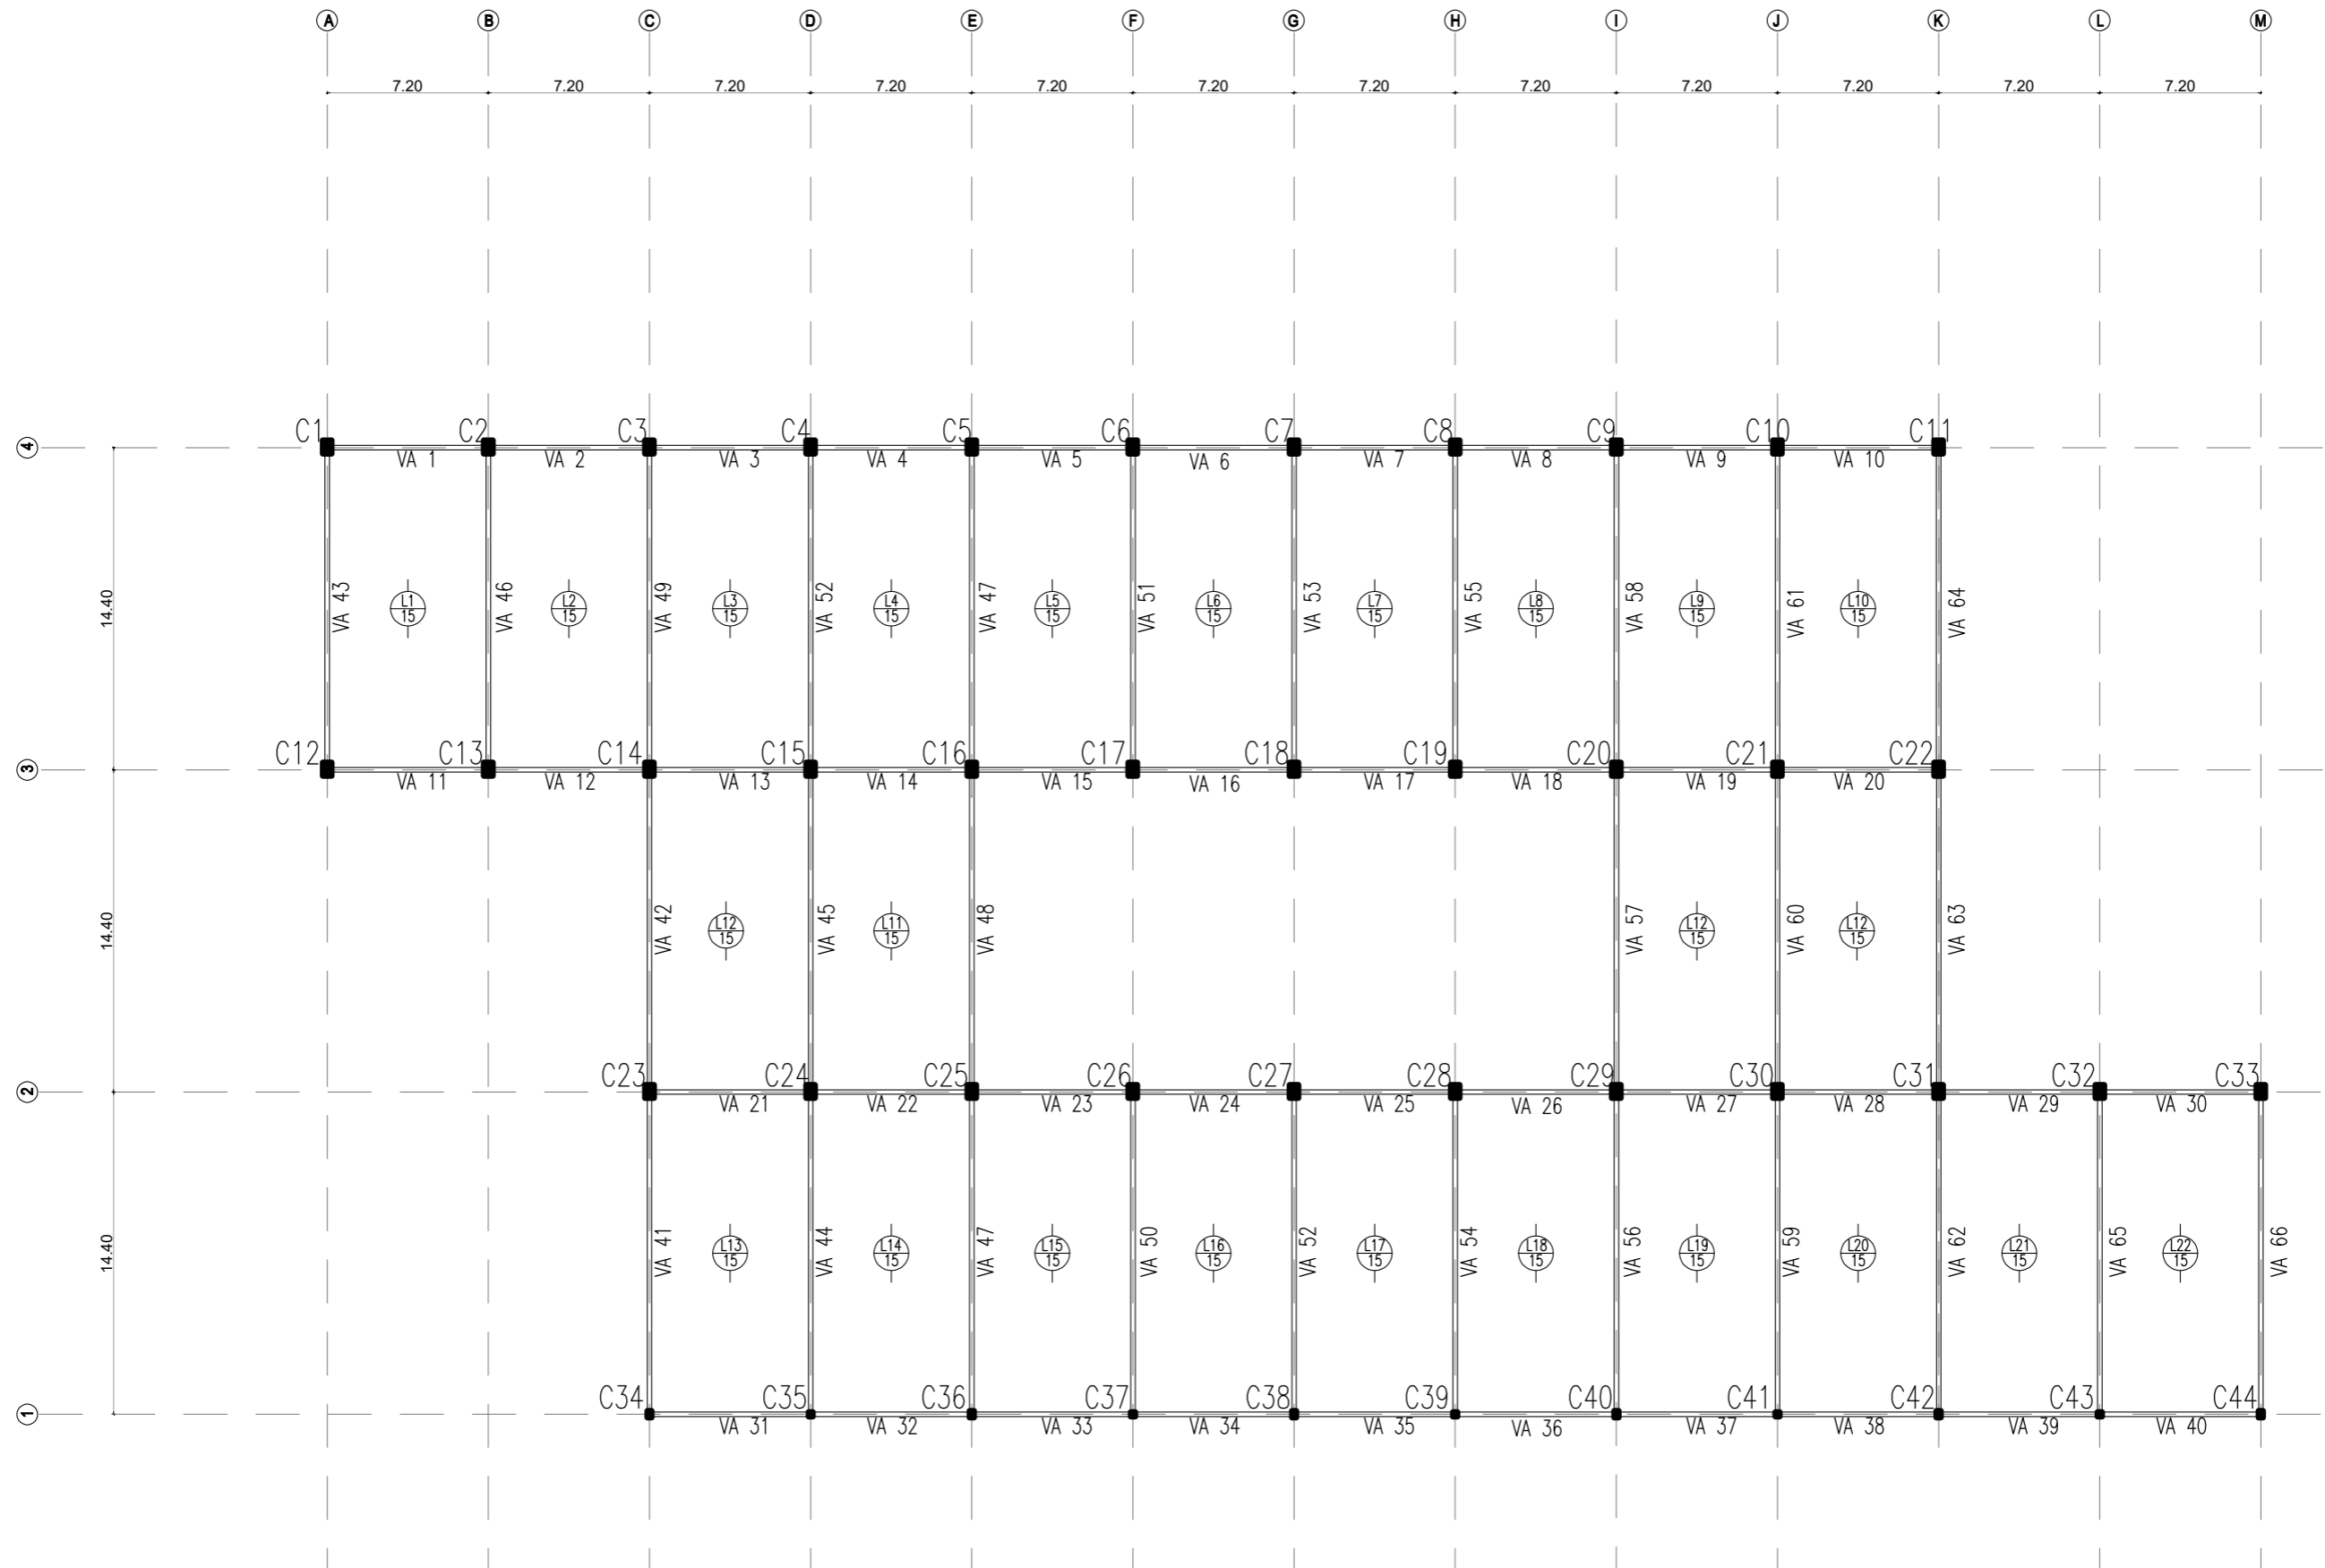 A B C D E F G H I J K L M
7.20 7.20 7.20 7.20 7.20 7.20 7.20 7.20 7.20 7.20 7.20 7.20
C1 C2 C3 C4 C5 C6 C7 C8 C9 C10 C11
4
VA 1 VA 2 VA 3 VA 4 VA 5 VA 6 VA 7 VA 8 VA 9 VA 10
14.40
VA 43 VA 46 VA 49 VA 52 VA 47 VA 51 VA 53 VA 55 VA 58 VA 61 VA 64
L1 L2 L3 L4 L5 L6 L7 L8 L9 L10
15 15 15 15 15 15 15 15 15 15
C12 C13 C14 C15 C16 C17 C18 C19 C20 C21 C22
3
VA 11 VA 12 VA 13 VA 14 VA 15 VA 16 VA 17 VA 18 VA 19 VA 20
14.40
VA 42 VA 45 VA 48 VA 57 VA 60 VA 63
L12 L11 L12 L12
15 15 15 15
C23 C24 C25 C26 C27 C28 C29 C30 C31 C32 C33
2
VA 21 VA 22 VA 23 VA 24 VA 25 VA 26 VA 27 VA 28 VA 29 VA 30
14.40
VA 41 VA 44 VA 47 VA 50 VA 52 VA 54 VA 56 VA 59 VA 62 VA 65 VA 66
L13 L14 L15 L16 L17 L18 L19 L20 L21 L22
15 15 15 15 15 15 15 15 15 15
C34 C35 C36 C37 C38 C39 C40 C41 C42 C43 C44
1
VA 31 VA 32 VA 33 VA 34 VA 35 VA 36 VA 37 VA 38 VA 39 VA 40